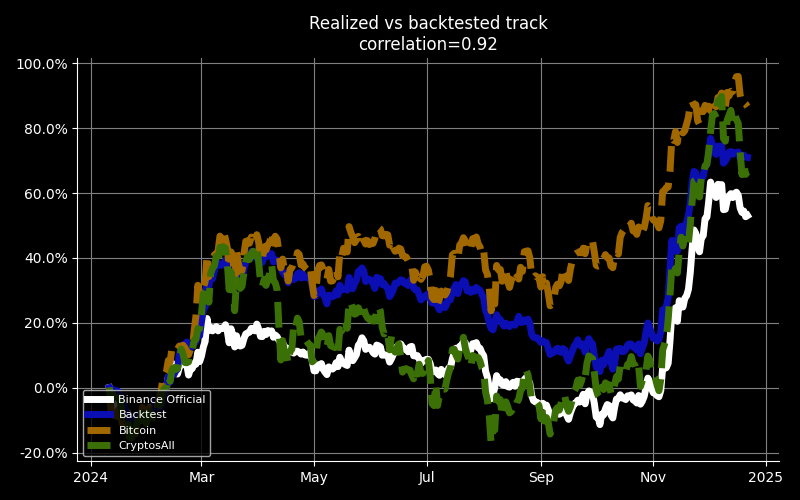 Realized vs backtested track
correlation=0.92
100.0%
80.0%
60.0%
40.0%
20.0%
0.0%
-20.0%
Binance Official
Backtest
Bitcoin
CryptosAll
2024 Mar May Jul Sep Nov 2025